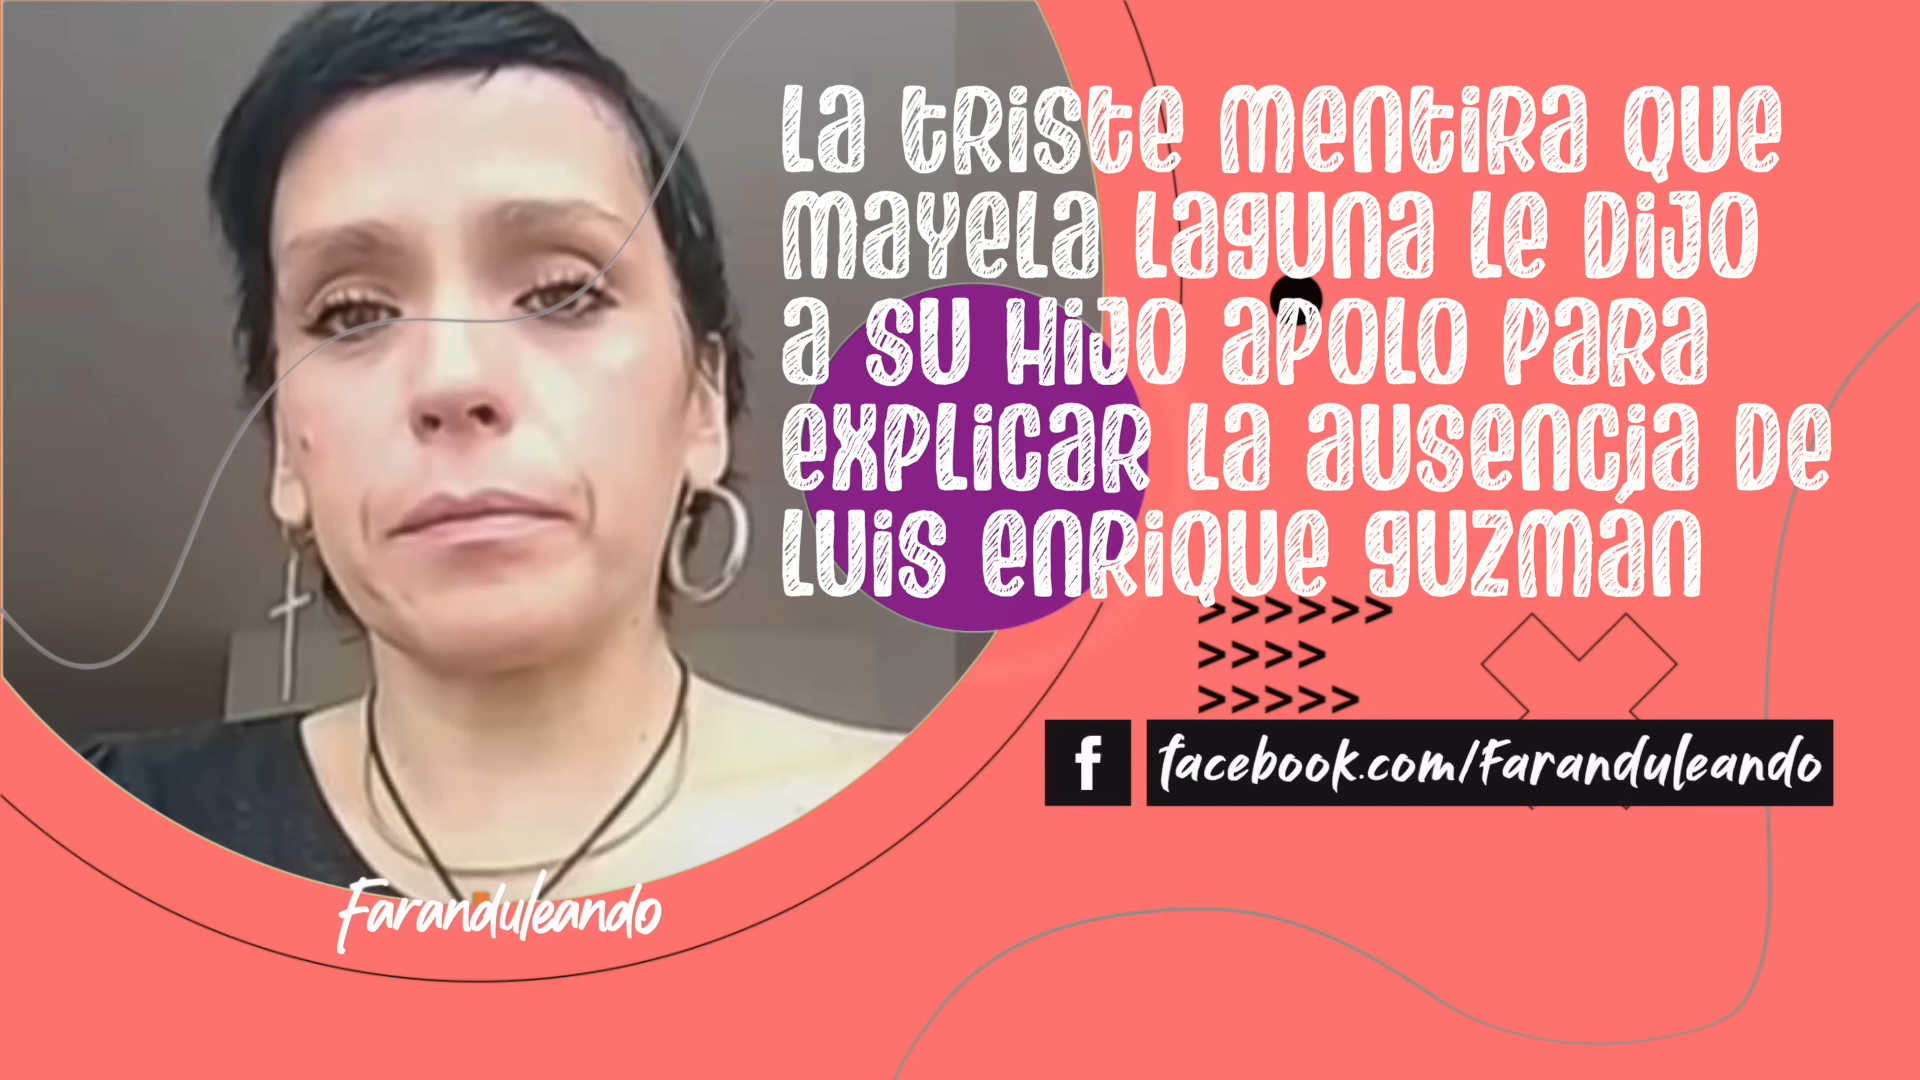 La triste mentira que
Mayela Laguna le dijo
a su hijo Apolo para
explicar la ausencia de
Luis Enrique Guzmán
>>>>>>
>>>>
>>>>>
f facebook.com/Faranduleando
Faranduleando